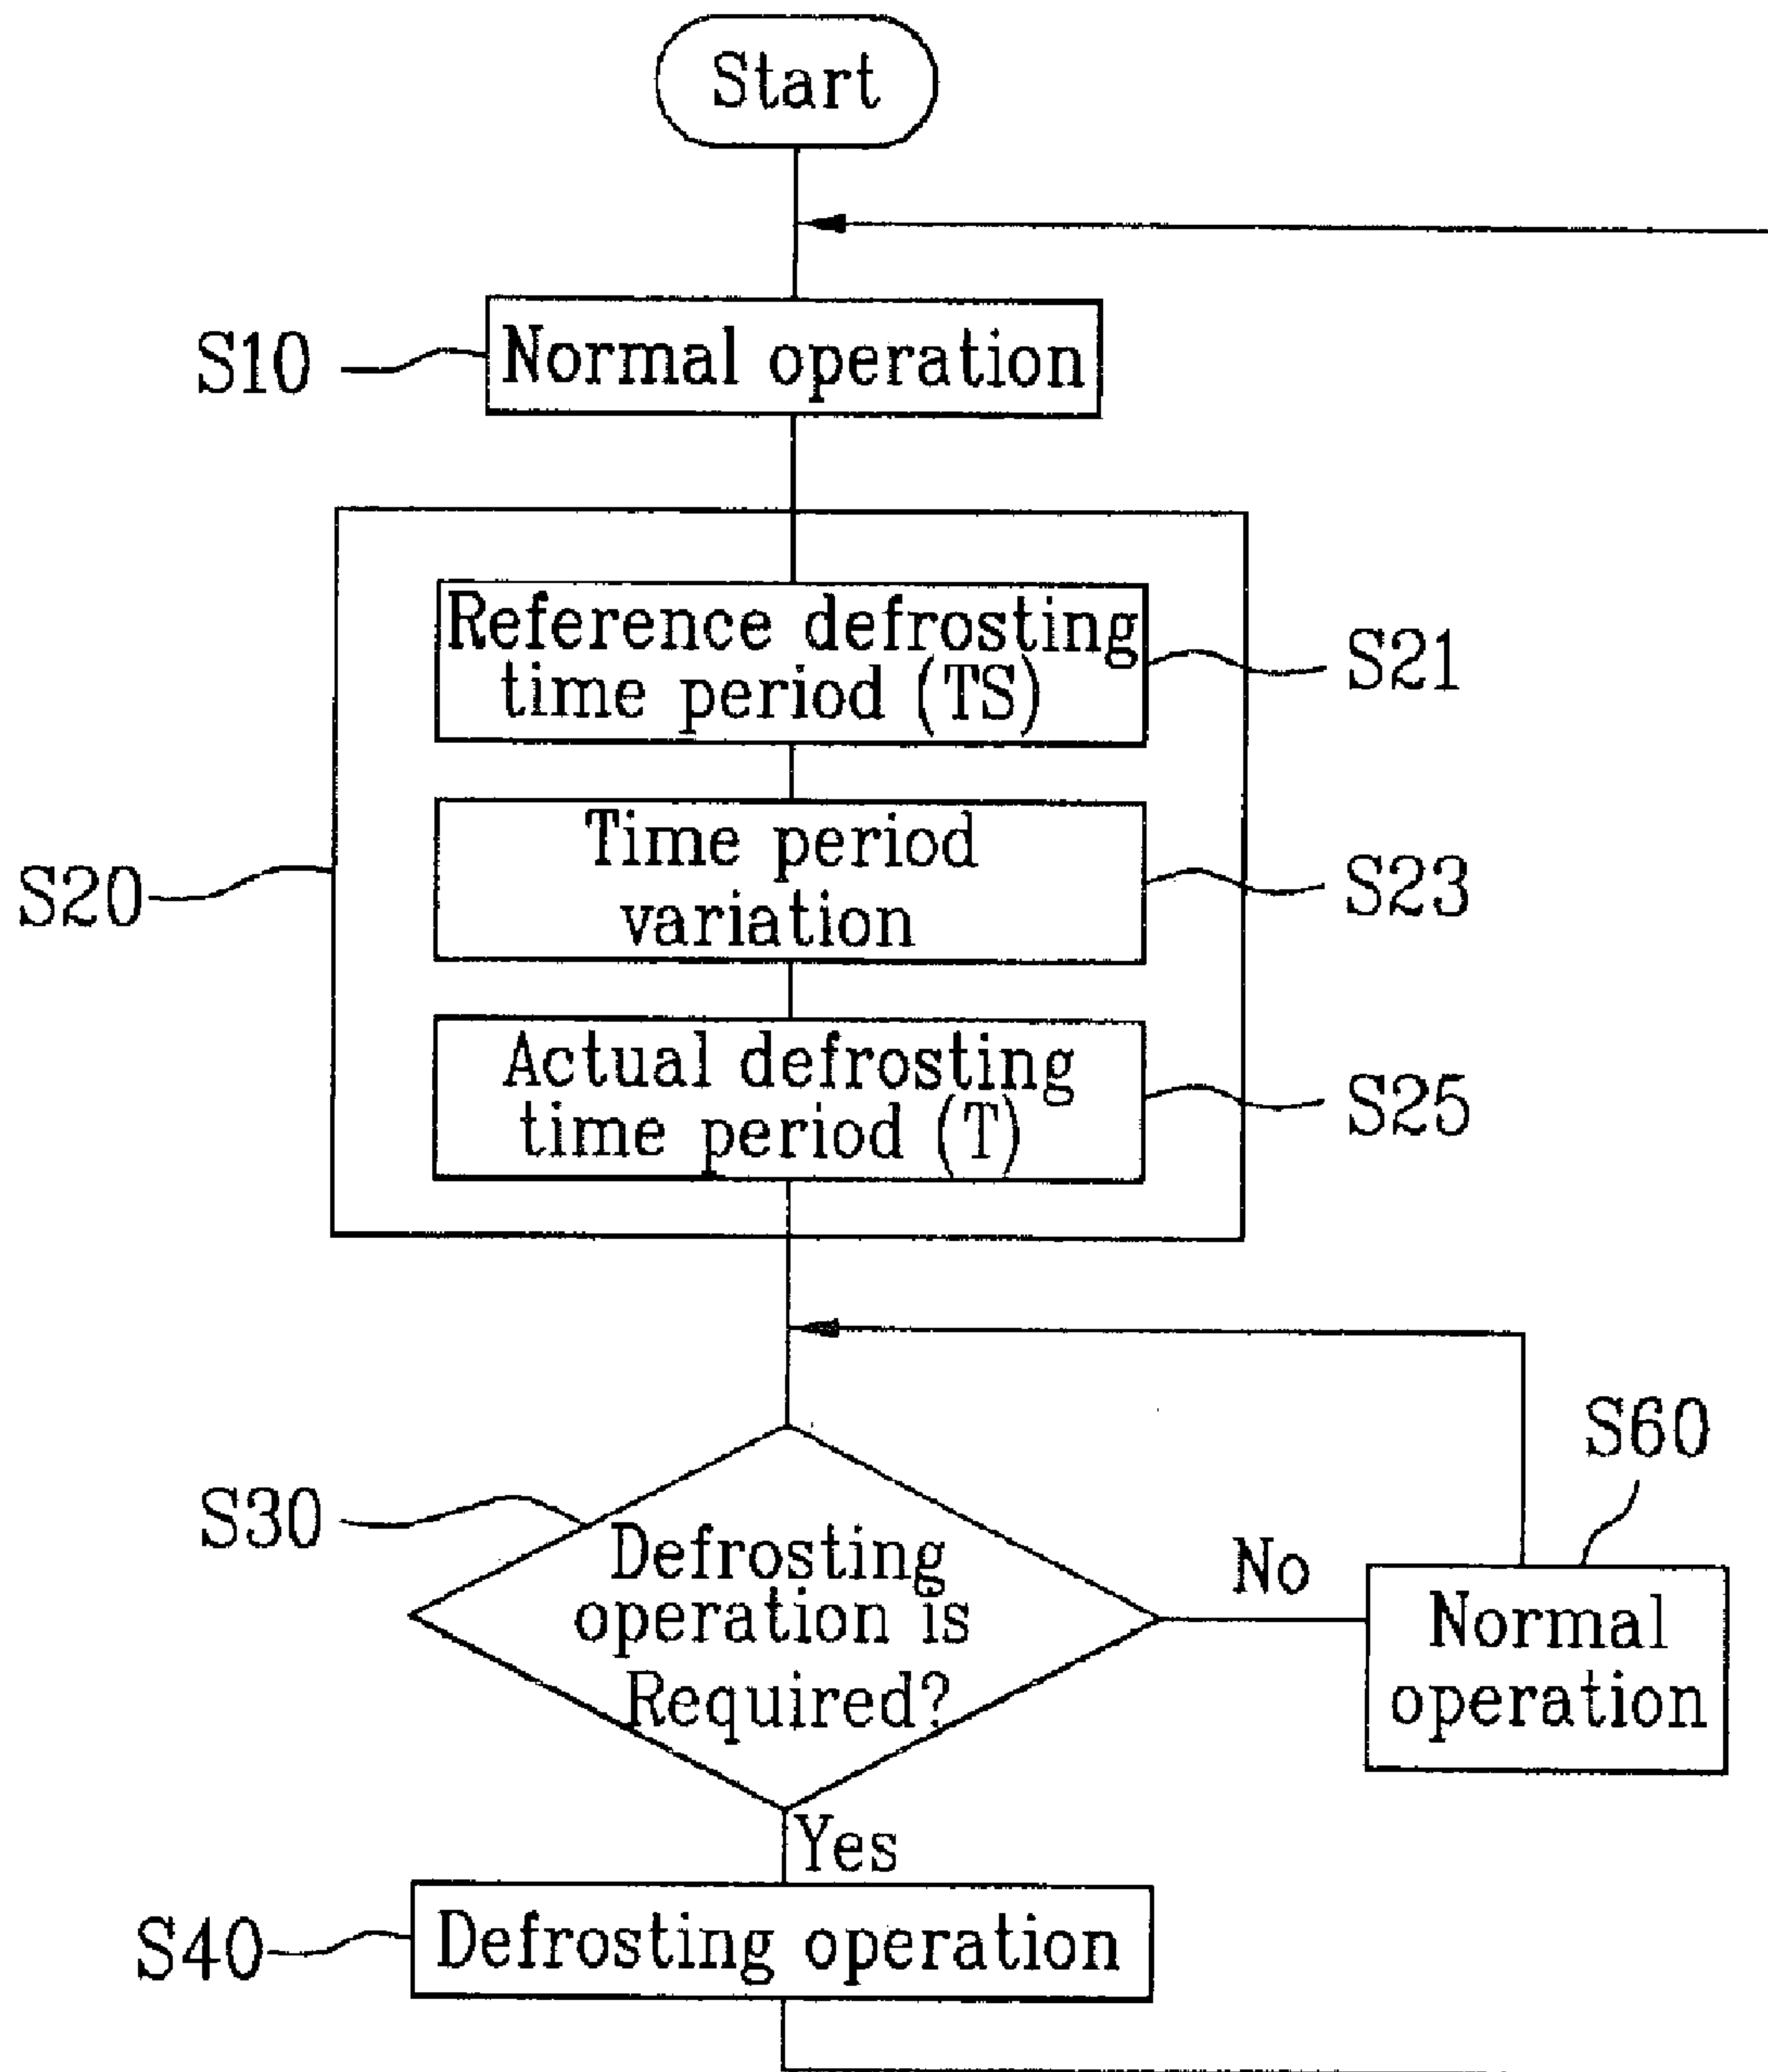 Start
S10
Normal operation
Reference defrosting
time period (TS)
S21
Time period
variation
S20
S23
Actual defrosting
time period (T)
S25
S60
S30
Defrosting
operation is
Required?
No
Normal
operation
Yes
S40
Defrosting operation